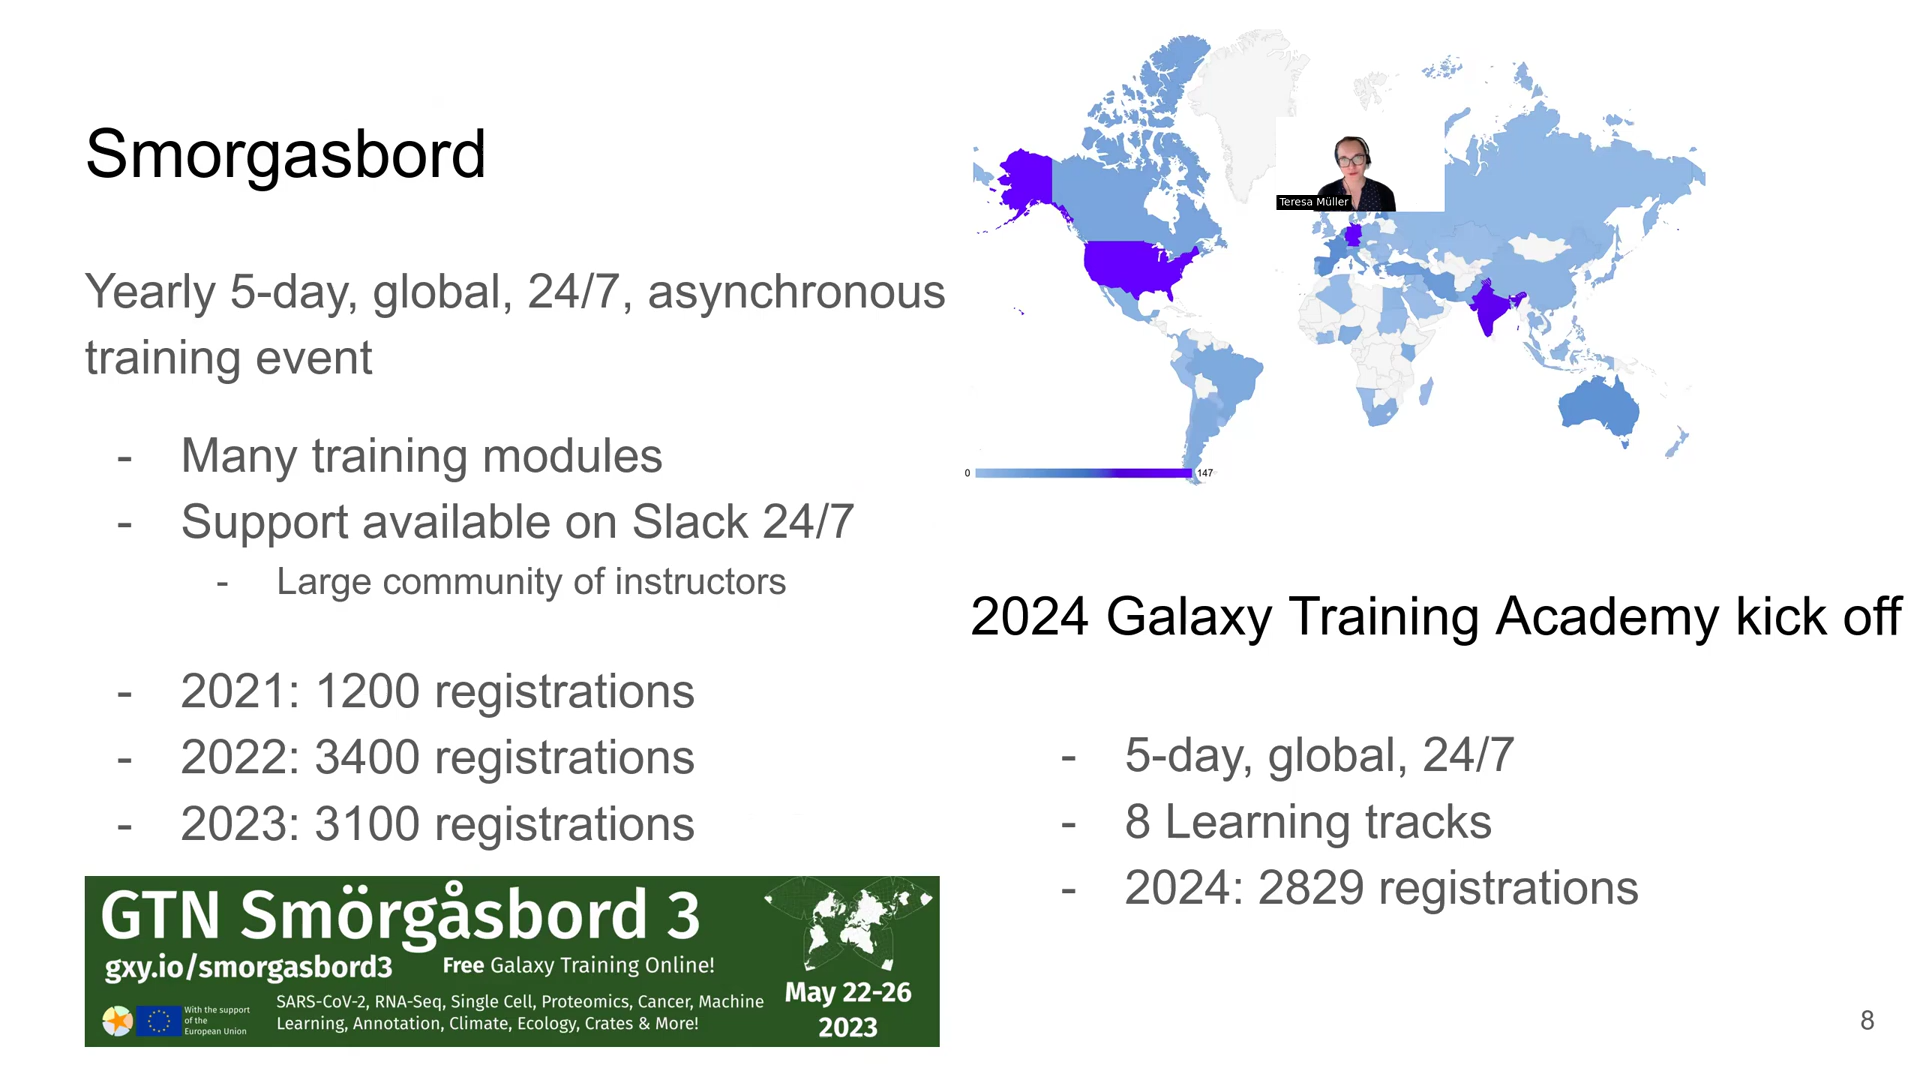 Smorgasbord
Yearly 5-day, global, 24/7, asynchronous
training event
- Many training modules
- Support available on Slack 24/7
- Large community of instructors
- 2021: 1200 registrations
- 2022: 3400 registrations
- 2023: 3100 registrations
GTN Smörgåsbord 3
gxy.io/smorgasbord3 Free Galaxy Training Online!
With the support
of the
European Union
SARS-CoV-2, RNA-Seq, Single Cell, Proteomics, Cancer, Machine
Learning, Annotation, Climate, Ecology, Crates & More!
May 22-26
2023
Teresa Müller
0 147
2024 Galaxy Training Academy kick off
- 5-day, global, 24/7
- 8 Learning tracks
- 2024: 2829 registrations
8